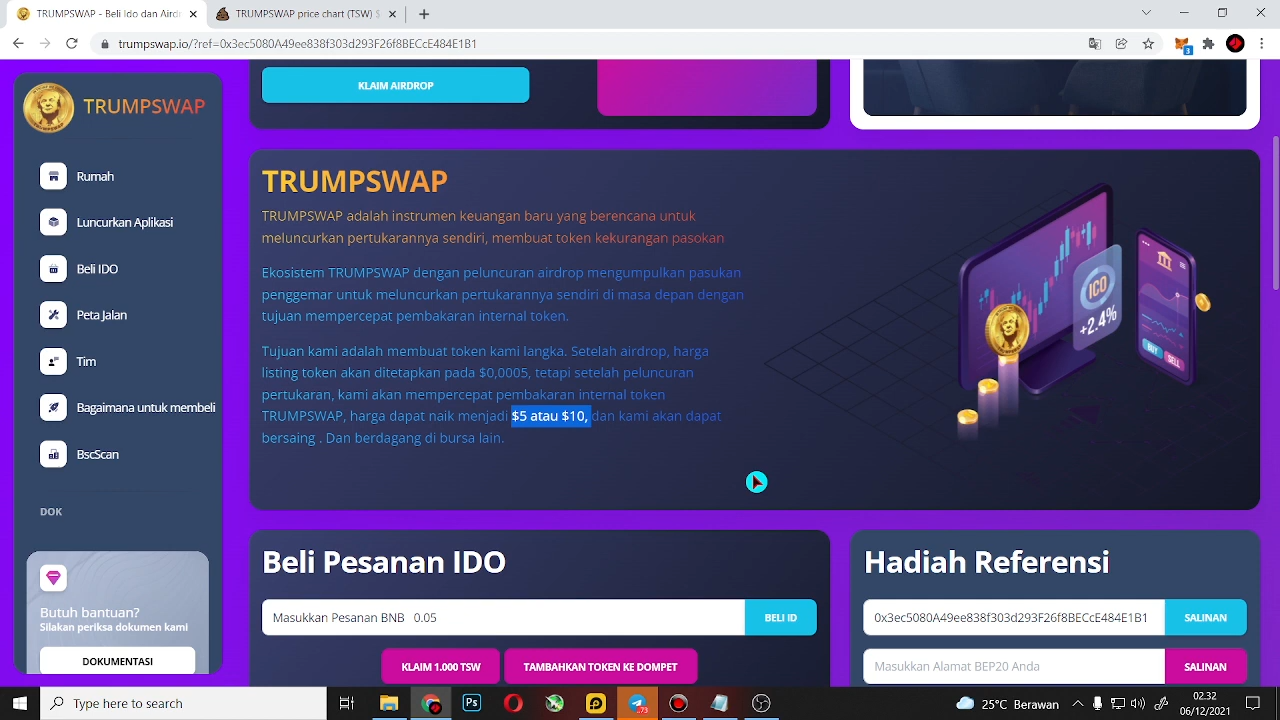 TRUMPSWAP - Beli Ido dan Aird
TRUMPSWAP price chart (TSW) $
trumpswap.io/?ref=0x3ec5080A49ee838f303d293F26f8BECcE484E1B1
3
TRUMPSWAP
Rumah
Luncurkan Aplikasi
Beli IDO
Peta Jalan
Tim
Bagaimana untuk membeli
BscScan
DOK
Butuh bantuan?
Silakan periksa dokumen kami
DOKUMENTASI
KLAIM AIRDROP
TRUMPSWAP
TRUMPSWAP adalah instrumen keuangan baru yang berencana untuk
meluncurkan pertukarannya sendiri, membuat token kekurangan pasokan
Ekosistem TRUMPSWAP dengan peluncuran airdrop mengumpulkan pasukan
penggemar untuk meluncurkan pertukarannya sendiri di masa depan dengan
tujuan mempercepat pembakaran internal token.
Tujuan kami adalah membuat token kami langka. Setelah airdrop, harga
listing token akan ditetapkan pada $0,0005, tetapi setelah peluncuran
pertukaran, kami akan mempercepat pembakaran internal token
TRUMPSWAP, harga dapat naik menjadi $5 atau $10, dan kami akan dapat
bersaing . Dan berdagang di bursa lain.
ICO
+2.4%
BUY
SELL
Beli Pesanan IDO
Masukkan Pesanan BNB 0.05
BELI ID
KLAIM 1.000 TSW
TAMBAHKAN TOKEN KE DOMPET
Hadiah Referensi
0x3ec5080A49ee838f303d293F26f8BECcE484E1B1
SALINAN
Masukkan Alamat BEP20 Anda
SALINAN
Type here to search
Ps
73
25°C Berawan
02.32
06/12/2021